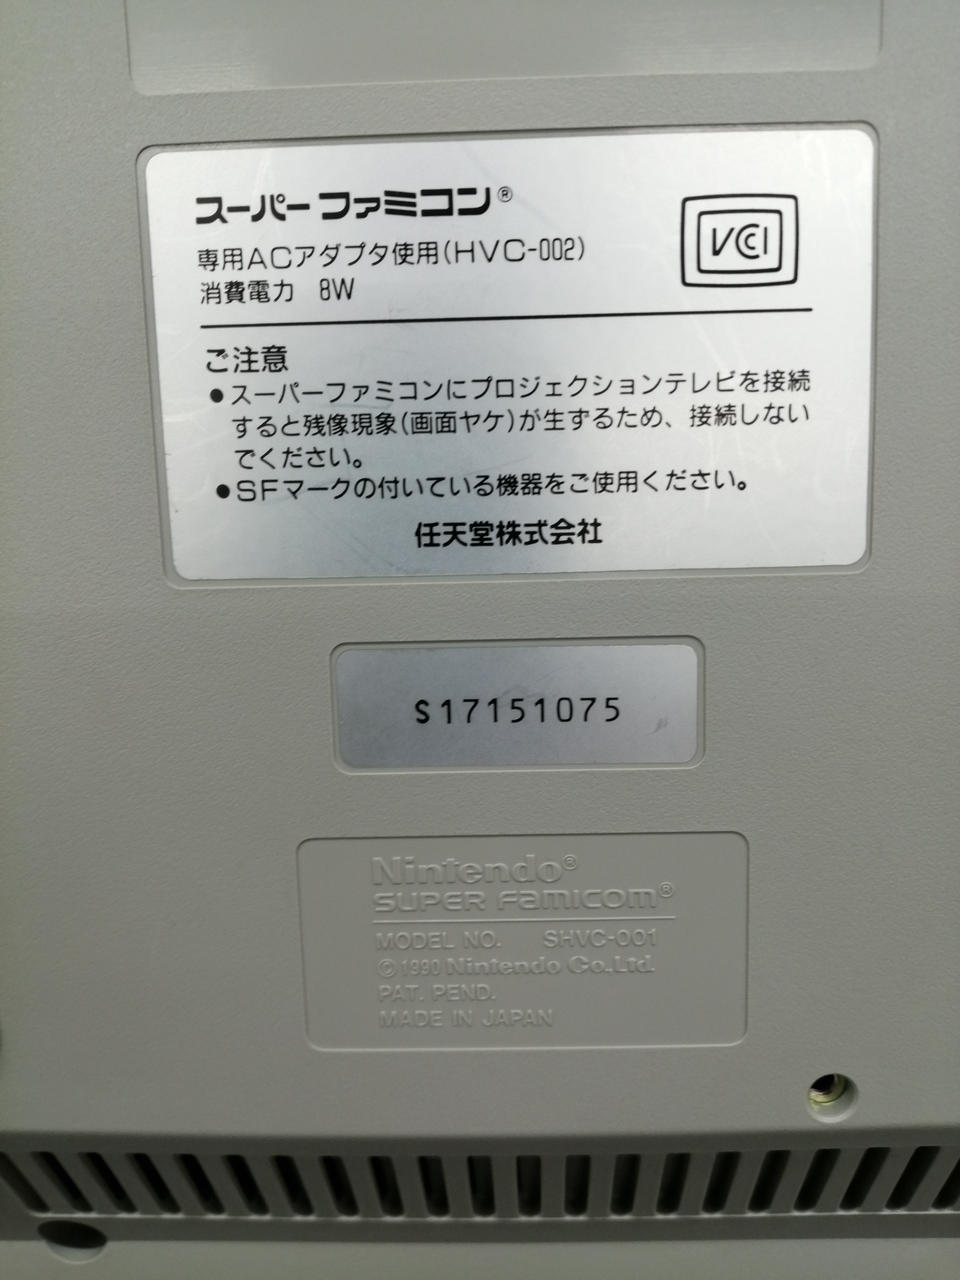 スーパーファミコン®
VCCI
専用ACアダプタ使用(HVC-002)
消費電力 8W
ご注意
●スーパーファミコンにプロジェクションテレビを接続
すると残像現象(画面ヤケ)が生ずるため、接続しない
でください。
●SFマークの付いている機器をご使用ください。
任天堂株式会社
S17151075
Nintendo®
SUPER FAMICOM®
MODEL NO. SHVC-001
©1990 Nintendo Co.Ltd.
PAT. PEND.
MADE IN JAPAN